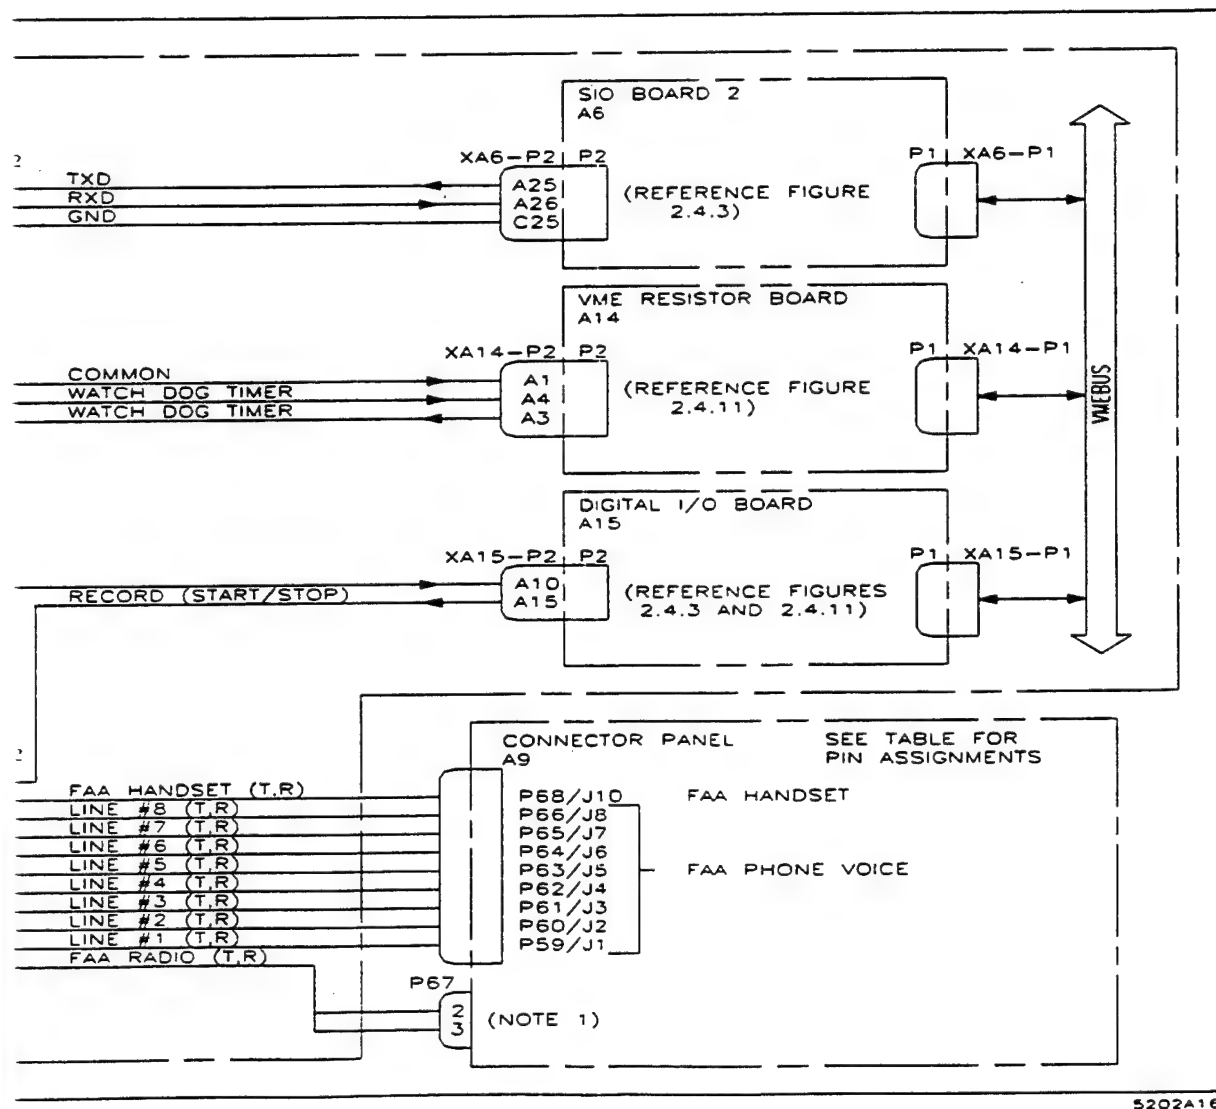 SIO BOARD 2
A6
XA6-P2 P2
P1 XA6-P1
2
TXD
RXD
GND
A25
A26
C25
(REFERENCE FIGURE
2.4.3)
VME RESISTOR BOARD
A14
XA14-P2 P2
P1 XA14-P1
COMMON
WATCH DOG TIMER
WATCH DOG TIMER
A1
A4
A3
(REFERENCE FIGURE
2.4.11)
VMEBUS
DIGITAL I/O BOARD
A15
XA15-P2 P2
P1 XA15-P1
RECORD (START/STOP)
A10
A15
(REFERENCE FIGURES
2.4.3 AND 2.4.11)
2
CONNECTOR PANEL
A9
SEE TABLE FOR
PIN ASSIGNMENTS
FAA HANDSET (T,R)
LINE #8 (T,R)
LINE #7 (T,R)
LINE #6 (T,R)
LINE #5 (T,R)
LINE #4 (T,R)
LINE #3 (T,R)
LINE #2 (T,R)
LINE #1 (T,R)
FAA RADIO (T,R)
P68/J10 FAA HANDSET
P66/J8
P65/J7
P64/J6
P63/J5
P62/J4
P61/J3
P60/J2
P59/J1
FAA PHONE VOICE
P67
2
3
(NOTE 1)
5202A16